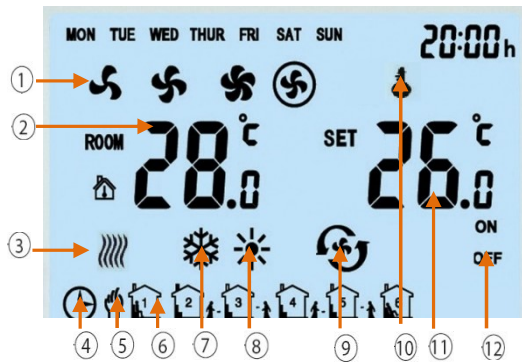 MON TUE WED THUR FRI SAT SUN 20:00h
①
② ROOM 28.0 °C SET 26.0 °C
③ ON
OFF
1 2 3 4 5 6
④ ⑤ ⑥ ⑦ ⑧ ⑨ ⑩ ⑪ ⑫